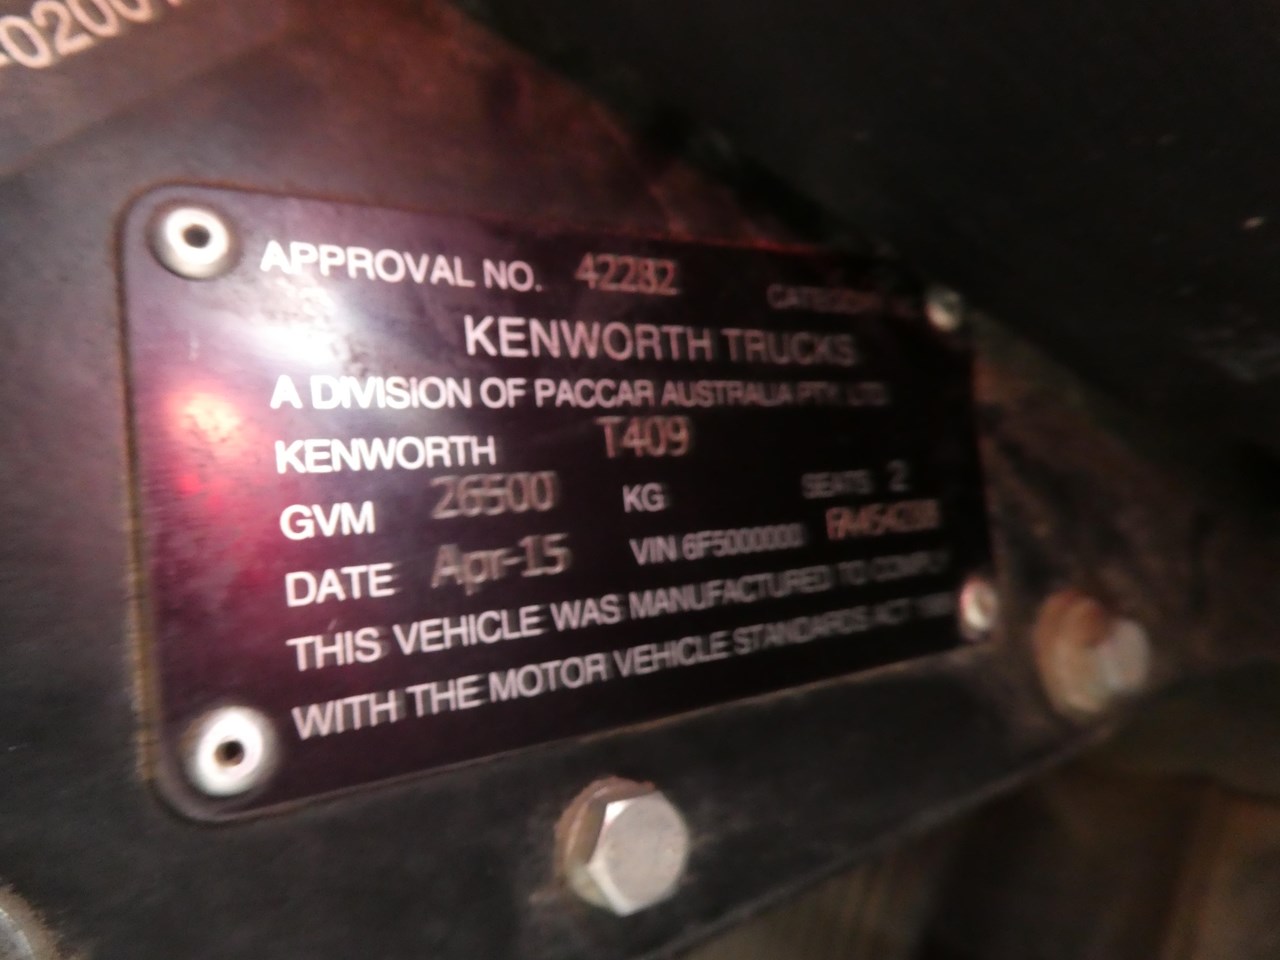 APPROVAL NO. 42282
KENWORTH TRUCKS
A DIVISION OF PACCAR AUSTRALIA PTY. LTD.
KENWORTH T409
GVM 26500 KG SEATS 2
DATE Apr-15 VIN 6F5000000
THIS VEHICLE WAS MANUFACTURED TO COMPLY
WITH THE MOTOR VEHICLE STANDARDS ACT